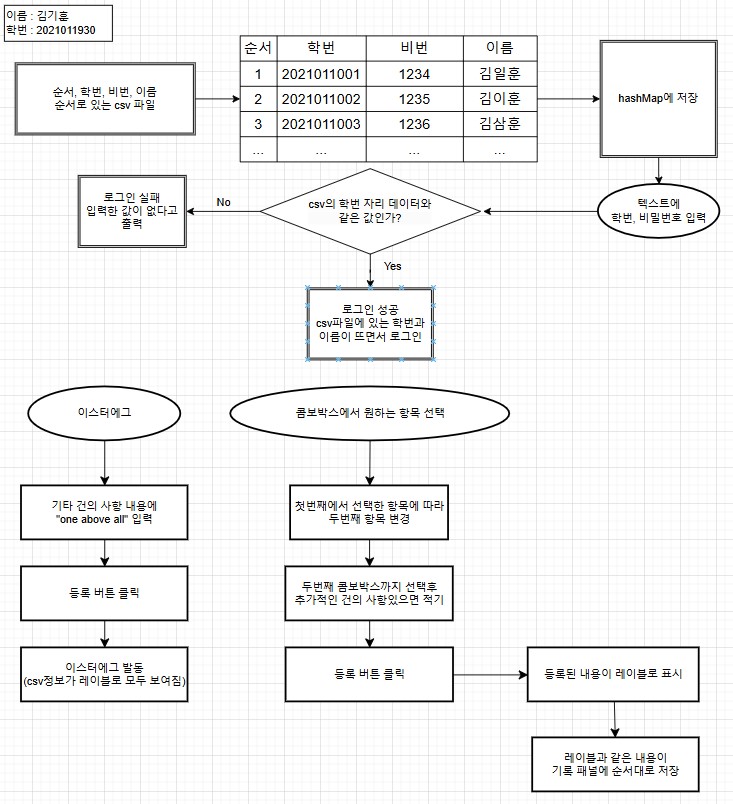 이름 : 김기훈
학번 : 2021011930
순서, 학번, 비번, 이름
순서로 있는 csv 파일
순서 학번 비번 이름
1 2021011001 1234 김일훈
2 2021011002 1235 김이훈
3 2021011003 1236 김삼훈
... ... ... ...
hashMap에 저장
텍스트에
학번, 비밀번호 입력
csv의 학번 자리 데이터와
같은 값인가?
No
로그인 실패
입력한 값이 없다고
출력
Yes
로그인 성공
csv파일에 있는 학번과
이름이 뜨면서 로그인
이스터에그
기타 건의 사항 내용에
"one above all" 입력
등록 버튼 클릭
이스터에그 발동
(csv정보가 레이블로 모두 보여짐)
콤보박스에서 원하는 항목 선택
첫번째에서 선택한 항목에 따라
두번째 항목 변경
두번째 콤보박스까지 선택후
추가적인 건의 사항있으면 적기
등록 버튼 클릭
등록된 내용이 레이블로 표시
레이블과 같은 내용이
기록 패널에 순서대로 저장